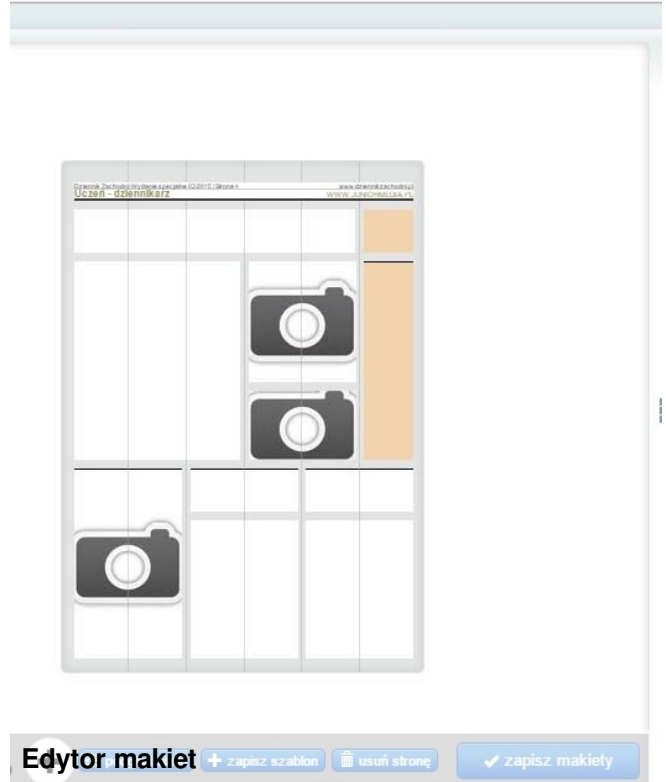 Dziennik Zachodni Wydanie specjalne 02/2015 | Strona 4 www.dziennikzachodni.pl
Uczeń - dziennikarz WWW.JUNIORMEDIA.PL
Edytor makiet + zapisz szablon usuń stronę ✓ zapisz makiety